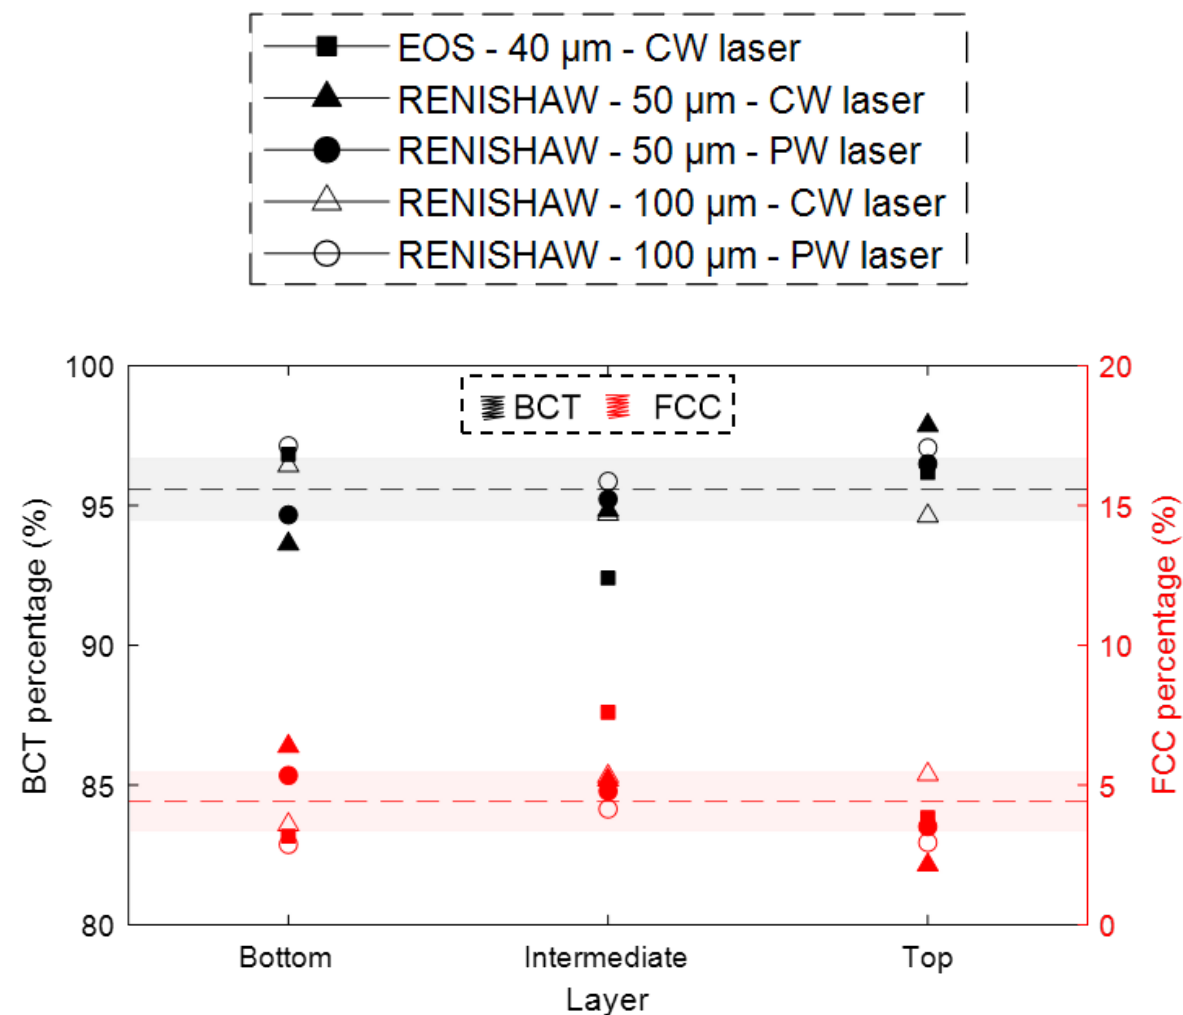 EOS - 40 µm - CW laser
RENISHAW - 50 µm - CW laser
RENISHAW - 50 µm - PW laser
RENISHAW - 100 µm - CW laser
RENISHAW - 100 µm - PW laser
BCT FCC
100
95
90
85
80
BCT percentage (%)
20
15
10
5
0
FCC percentage (%)
Bottom Intermediate Top
Layer